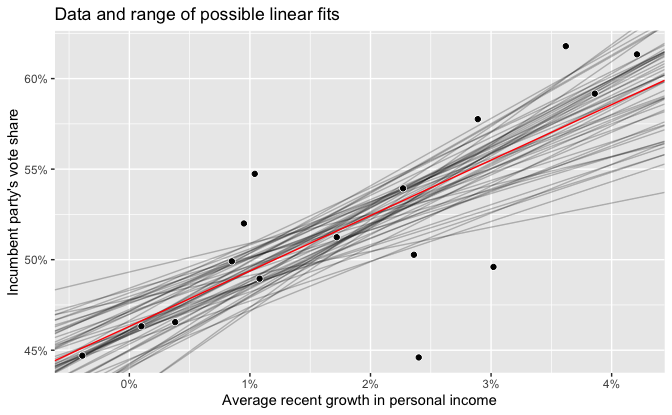 Data and range of possible linear fits
60%
55%
50%
45%
Incumbent party's vote share
0% 1% 2% 3% 4%
Average recent growth in personal income